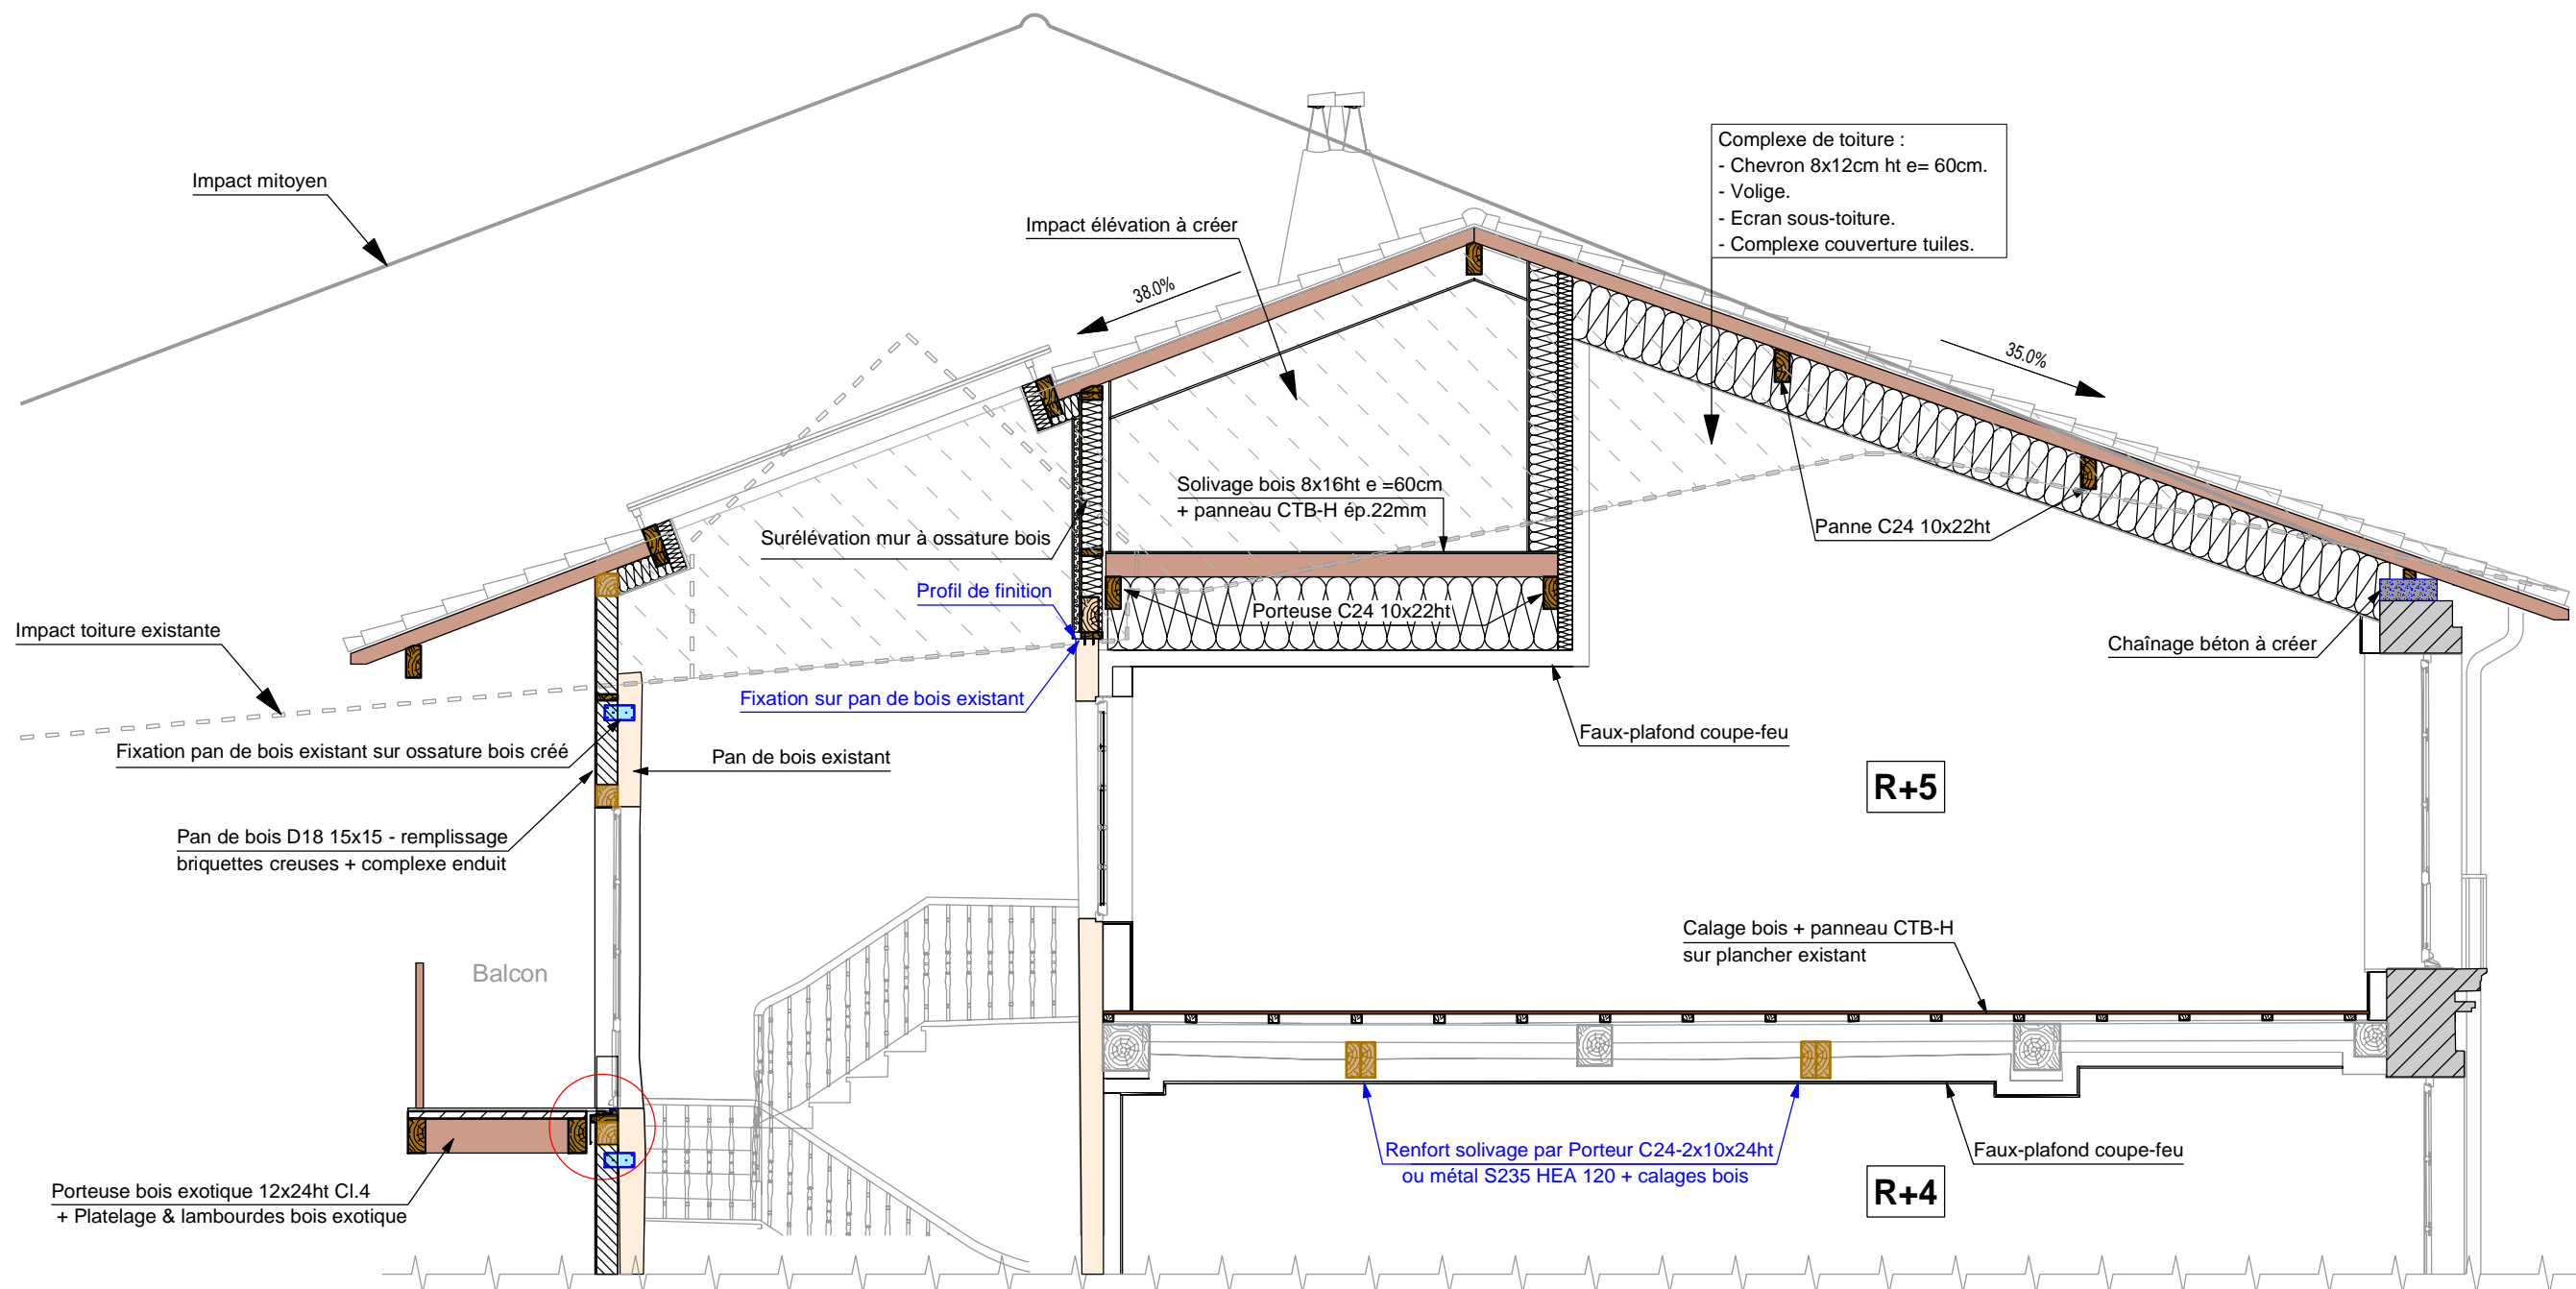 Complexe de toiture :
- Chevron 8x12cm ht e= 60cm.
- Volige.
- Ecran sous-toiture.
- Complexe couverture tuiles.
Impact mitoyen
Impact élévation à créer
38.0%
35.0%
Solivage bois 8x16ht e =60cm
+ panneau CTB-H ép.22mm
Surélévation mur à ossature bois
Panne C24 10x22ht
Profil de finition
Porteuse C24 10x22ht
Impact toiture existante
Chaînage béton à créer
Fixation sur pan de bois existant
Faux-plafond coupe-feu
Fixation pan de bois existant sur ossature bois créé
Pan de bois existant
R+5
Pan de bois D18 15x15 - remplissage
briquettes creuses + complexe enduit
Calage bois + panneau CTB-H
sur plancher existant
Balcon
Renfort solivage par Porteur C24-2x10x24ht
ou métal S235 HEA 120 + calages bois
Faux-plafond coupe-feu
R+4
Porteuse bois exotique 12x24ht Cl.4
+ Platelage & lambourdes bois exotique